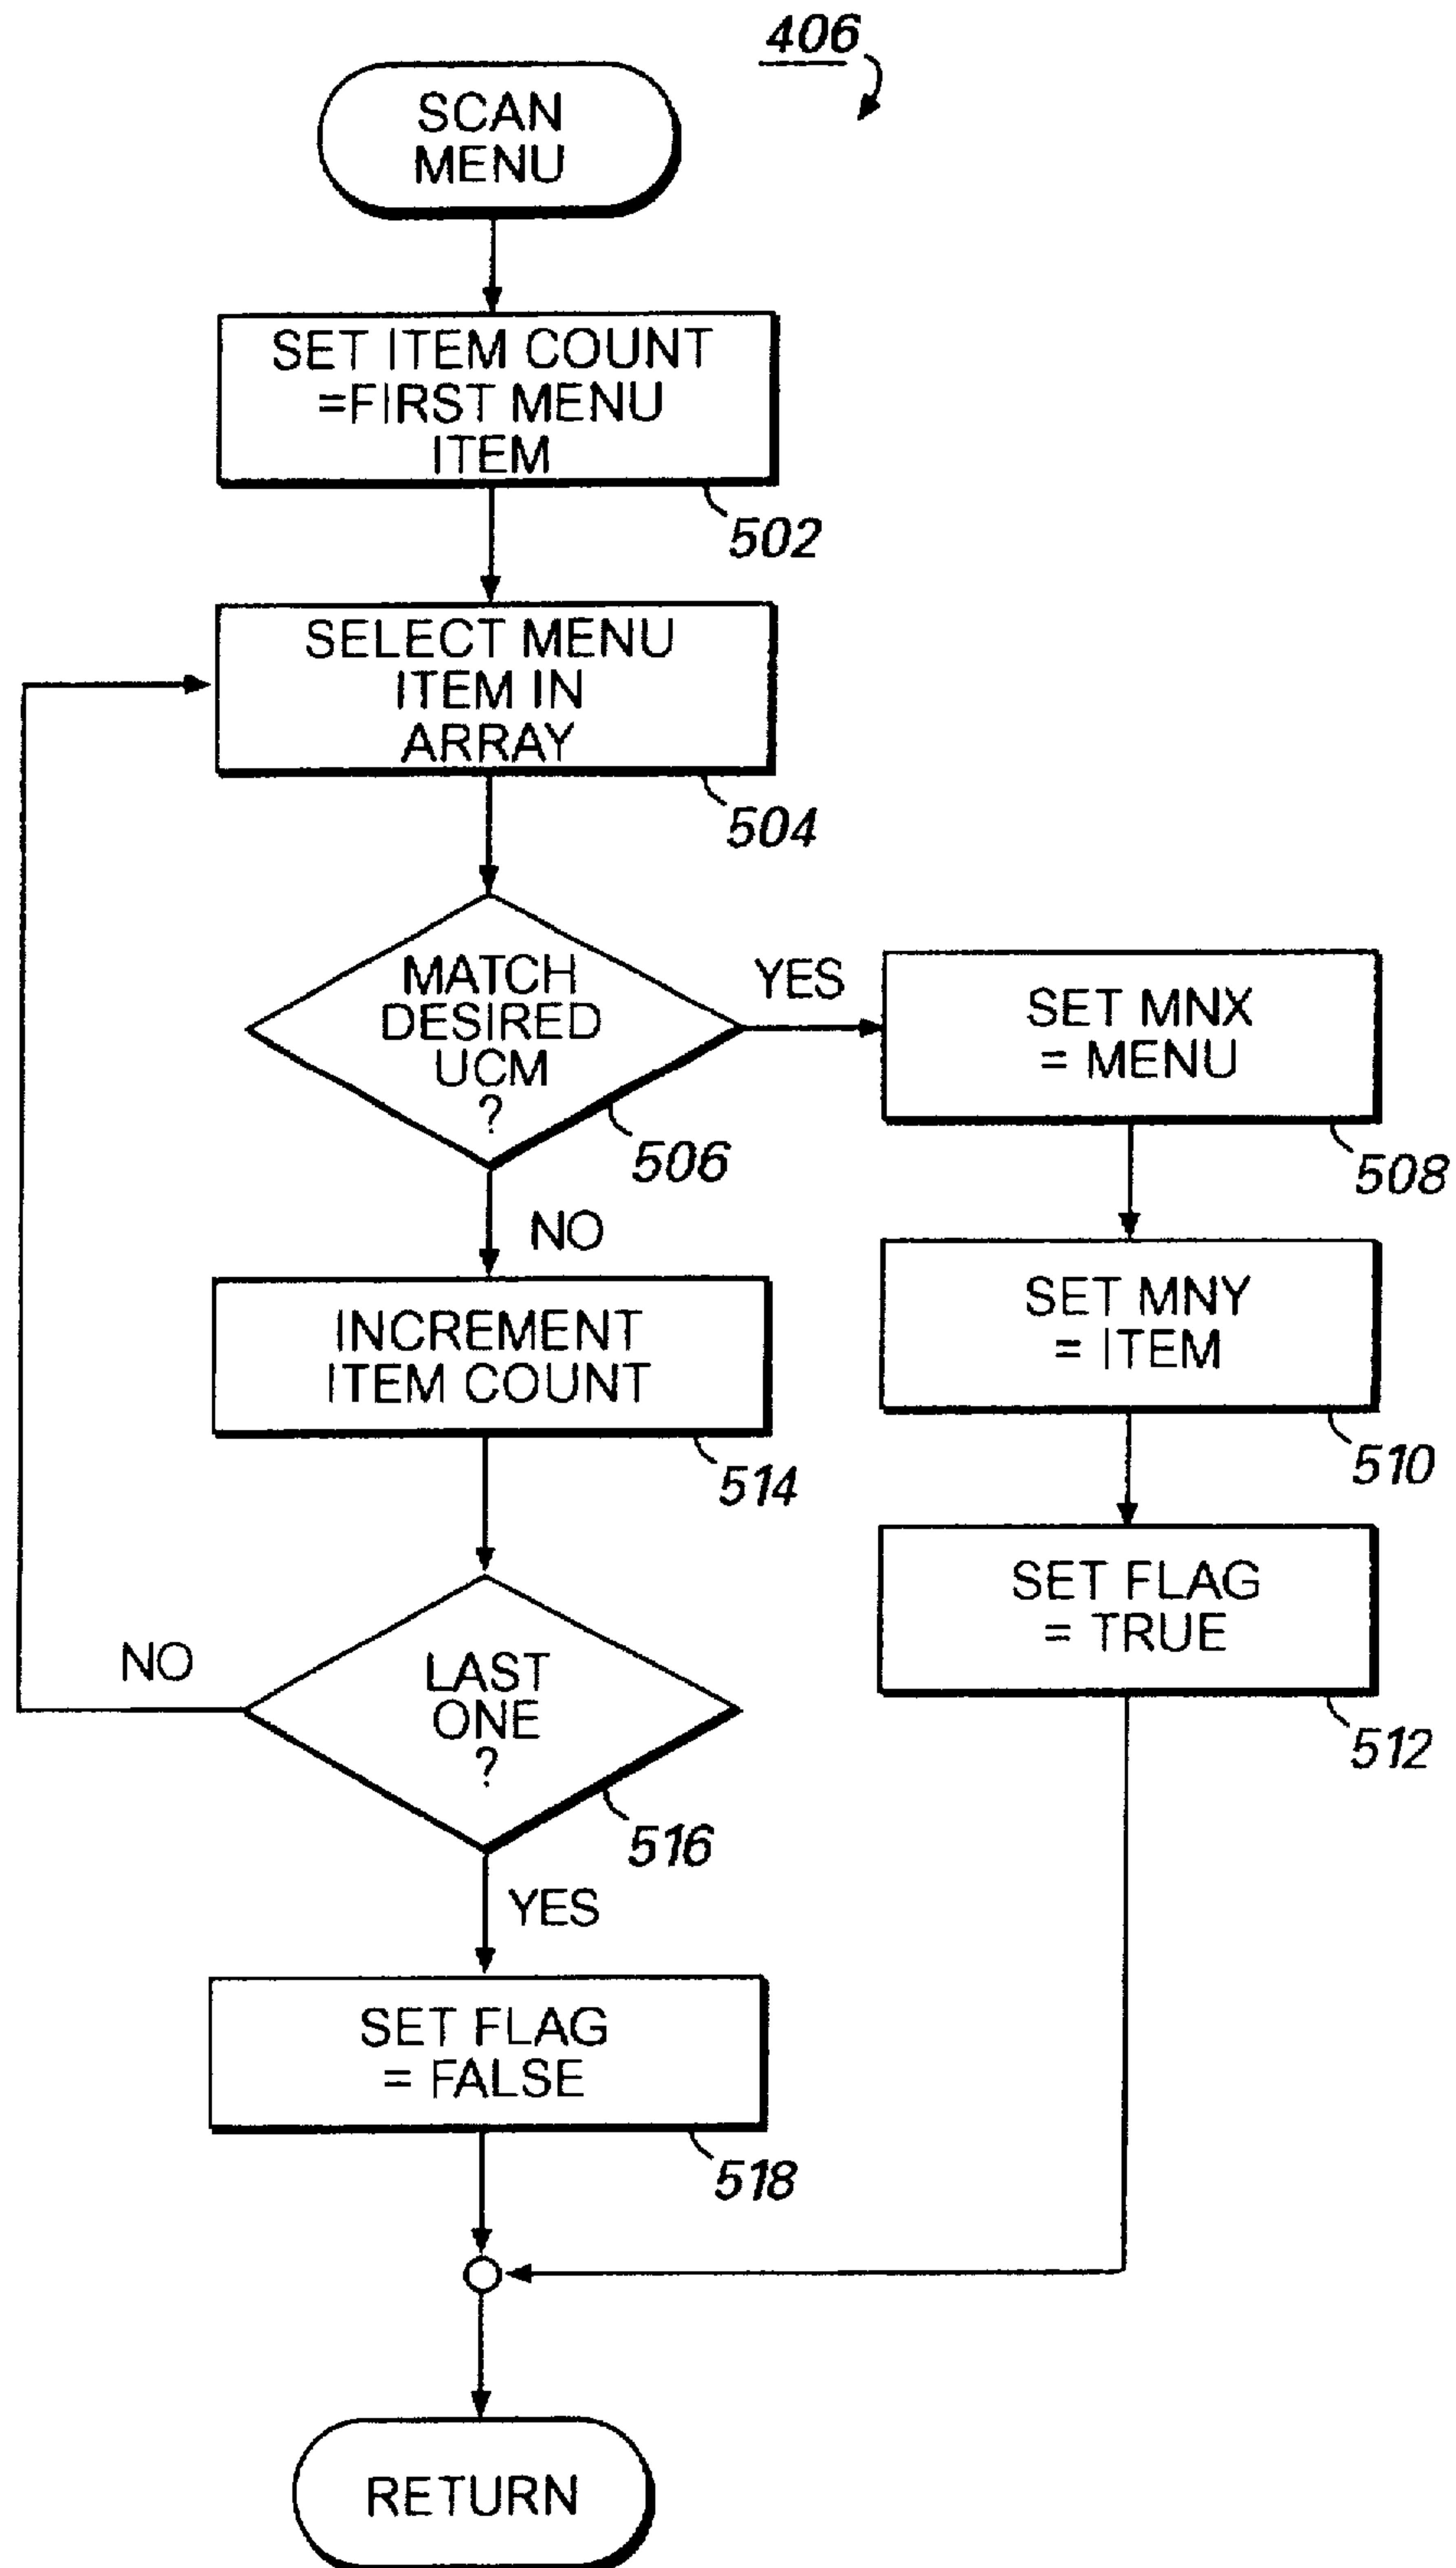 406
SCAN
MENU
SET ITEM COUNT
=FIRST MENU
ITEM
502
SELECT MENU
ITEM IN
ARRAY
504
MATCH
DESIRED
UCM
?
506
YES
SET MNX
= MENU
508
NO
SET MNY
= ITEM
510
INCREMENT
ITEM COUNT
514
SET FLAG
= TRUE
512
LAST
ONE
?
516
NO
YES
SET FLAG
= FALSE
518
RETURN